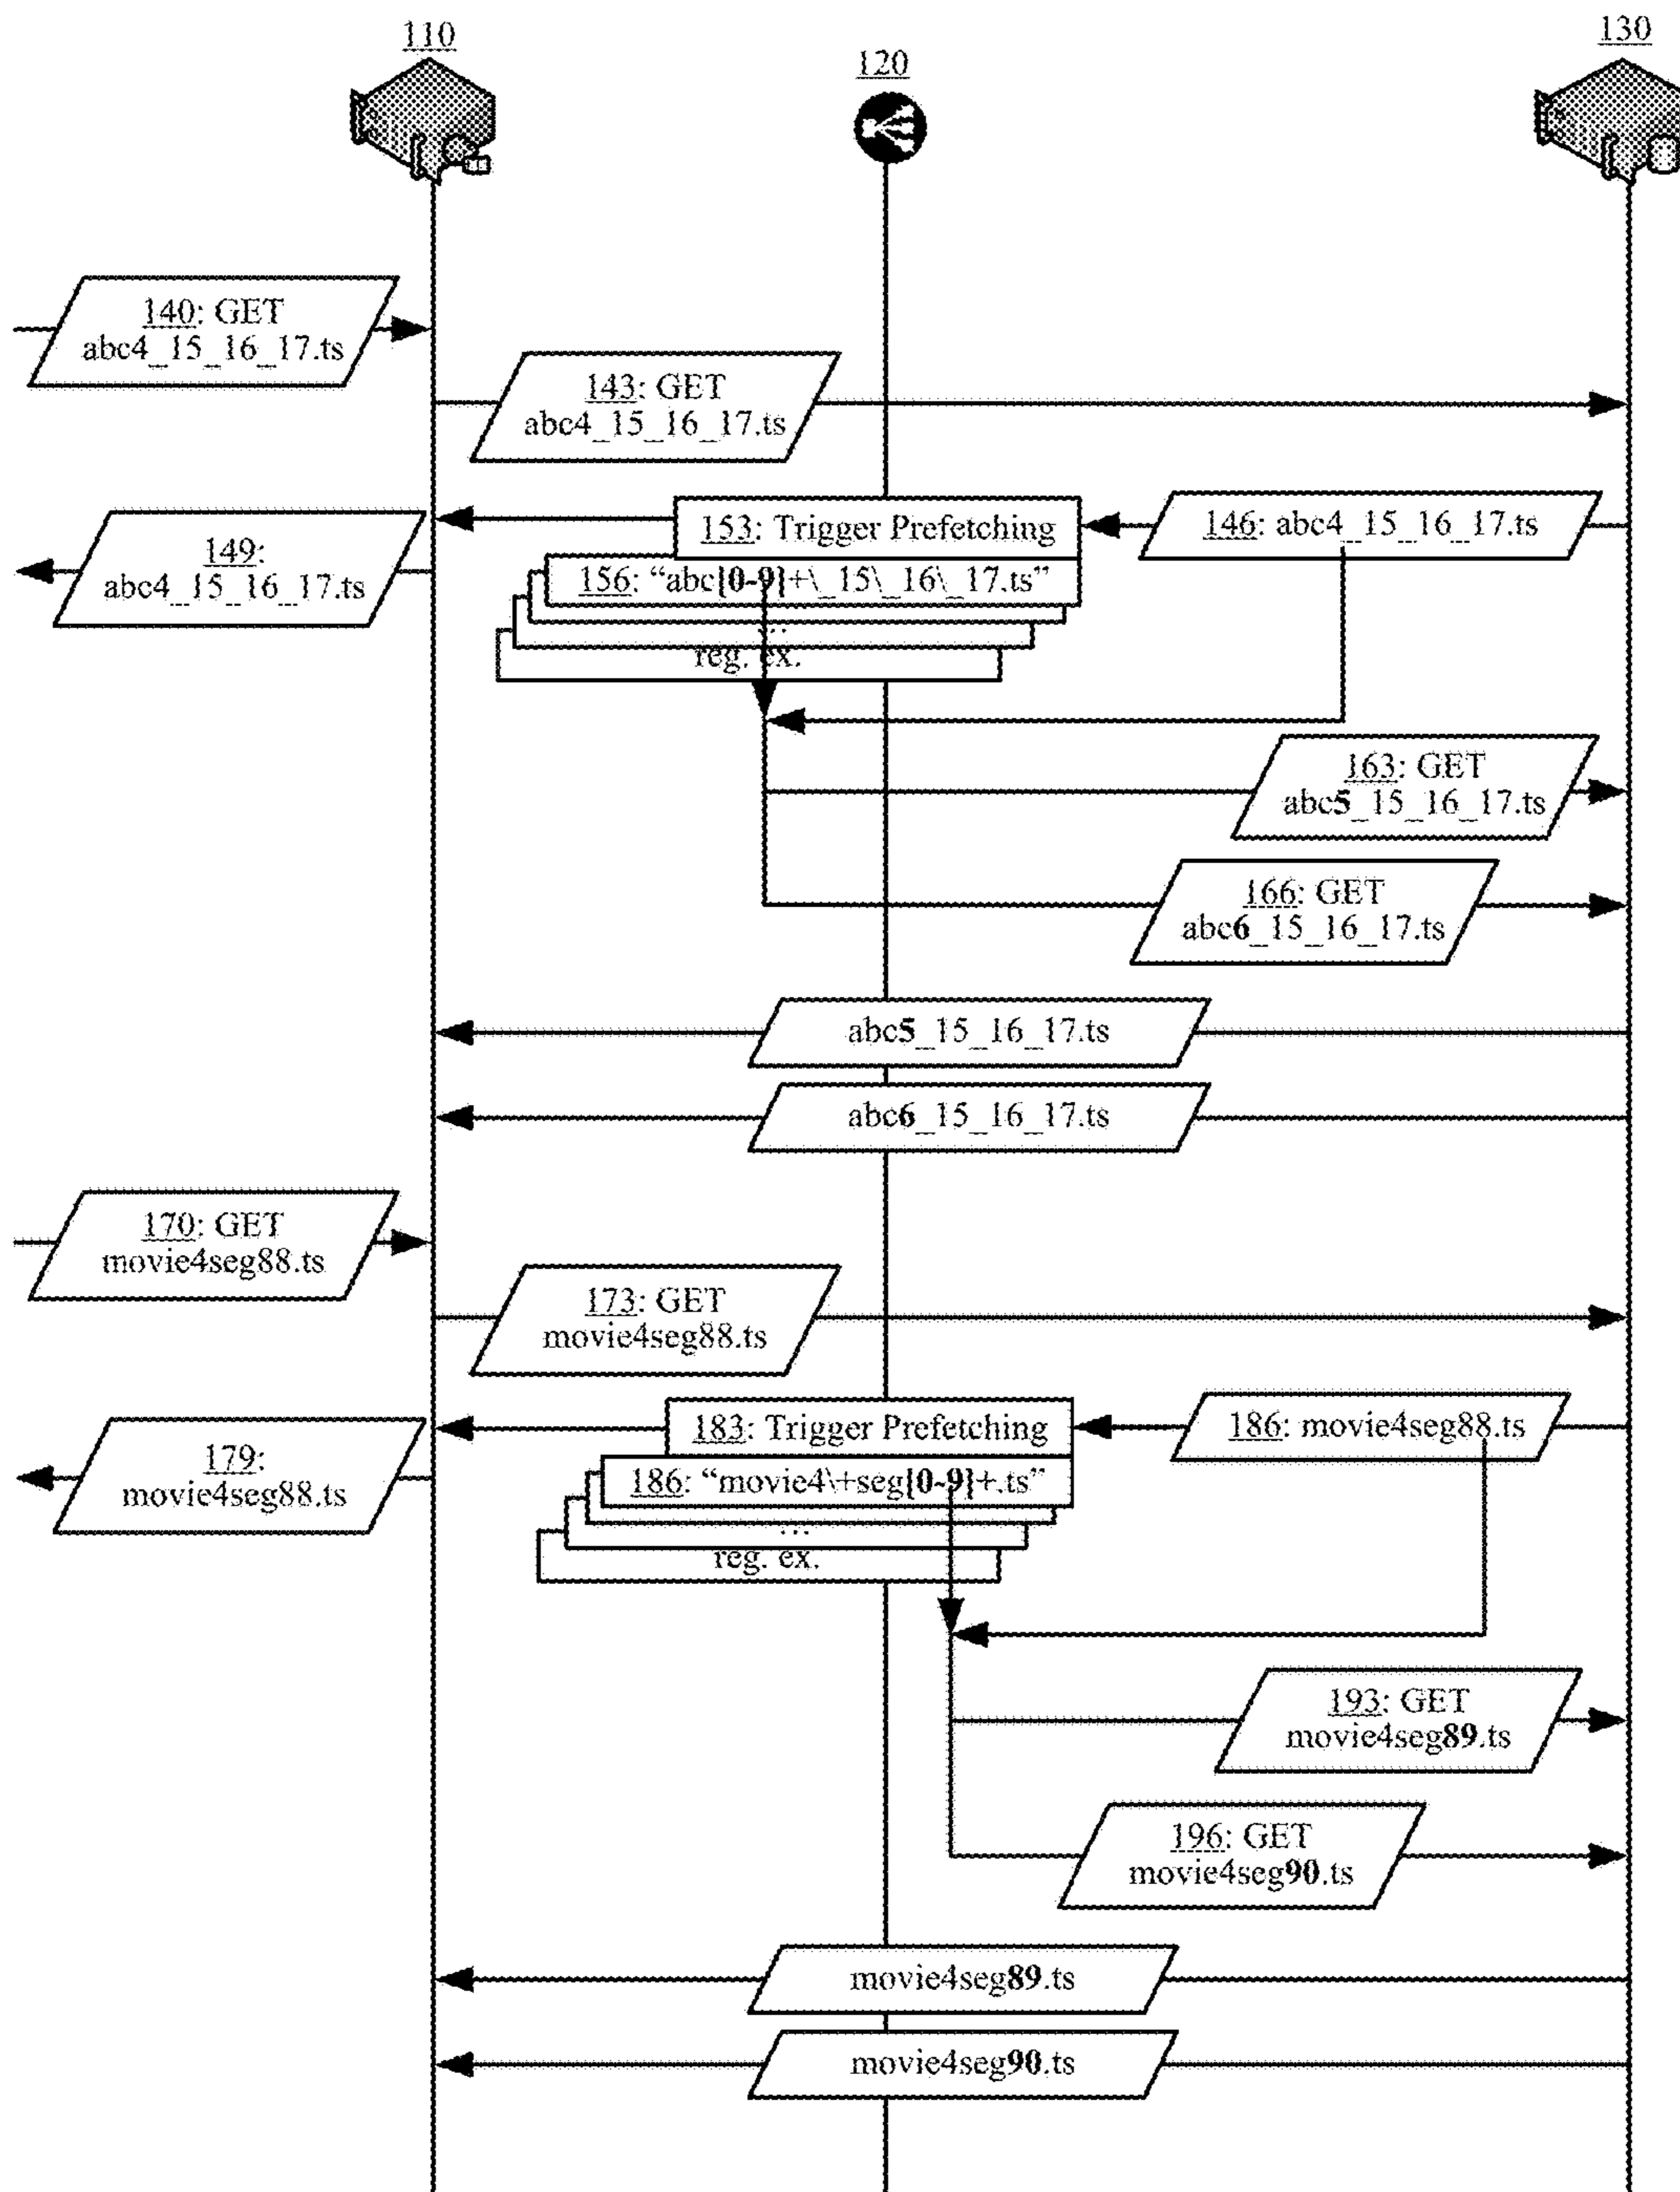 110
120
130
140: GET
abc4_15_16_17.ts
143: GET
abc4_15_16_17.ts
153: Trigger Prefetching
146: abc4_15_16_17.ts
149:
abc4_15_16_17.ts
156: “abc[0-9]+\_15\_16\_17.ts”
...
reg. ex.
163: GET
abc5_15_16_17.ts
166: GET
abc6_15_16_17.ts
abc5_15_16_17.ts
abc6_15_16_17.ts
170: GET
movie4seg88.ts
173: GET
movie4seg88.ts
183: Trigger Prefetching
186: movie4seg88.ts
179:
movie4seg88.ts
186: “movie4\+seg[0-9]+.ts”
...
reg. ex.
193: GET
movie4seg89.ts
196: GET
movie4seg90.ts
movie4seg89.ts
movie4seg90.ts